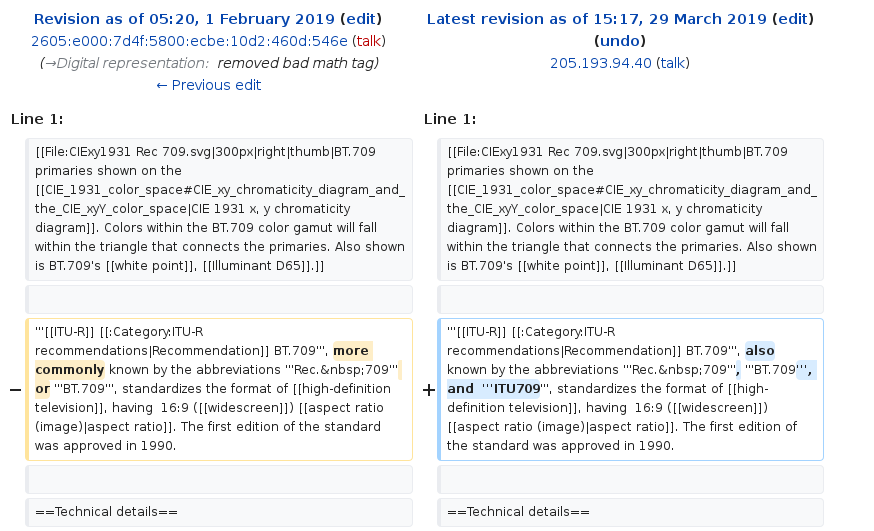 Revision as of 05:20, 1 February 2019 (edit)
2605:e000:7d4f:5800:ecbe:10d2:460d:546e (talk)
(→Digital representation: removed bad math tag)
← Previous edit
Latest revision as of 15:17, 29 March 2019 (edit)
(undo)
205.193.94.40 (talk)
Line 1:
Line 1:
[[File:CIExy1931 Rec 709.svg|300px|right|thumb|BT.709
primaries shown on the
[[CIE_1931_color_space#CIE_xy_chromaticity_diagram_and_
the_CIE_xyY_color_space|CIE 1931 x, y chromaticity
diagram]]. Colors within the BT.709 color gamut will fall
within the triangle that connects the primaries. Also shown
is BT.709's [[white point]], [[Illuminant D65]].]]
[[File:CIExy1931 Rec 709.svg|300px|right|thumb|BT.709
primaries shown on the
[[CIE_1931_color_space#CIE_xy_chromaticity_diagram_and_
the_CIE_xyY_color_space|CIE 1931 x, y chromaticity
diagram]]. Colors within the BT.709 color gamut will fall
within the triangle that connects the primaries. Also shown
is BT.709's [[white point]], [[Illuminant D65]].]]
−
'''[[ITU-R]] [[:Category:ITU-R
recommendations|Recommendation]] BT.709''', more
commonly known by the abbreviations '''Rec.&nbsp;709'''
or '''BT.709''', standardizes the format of [[high-definition
television]], having  16:9 ([[widescreen]]) [[aspect ratio
(image)|aspect ratio]]. The first edition of the standard
was approved in 1990.
+
'''[[ITU-R]] [[:Category:ITU-R
recommendations|Recommendation]] BT.709''', also
known by the abbreviations '''Rec.&nbsp;709''', '''BT.709''',
and  '''ITU709''', standardizes the format of [[high-
definition television]], having  16:9 ([[widescreen]])
[[aspect ratio (image)|aspect ratio]]. The first edition of
the standard was approved in 1990.
==Technical details==
==Technical details==